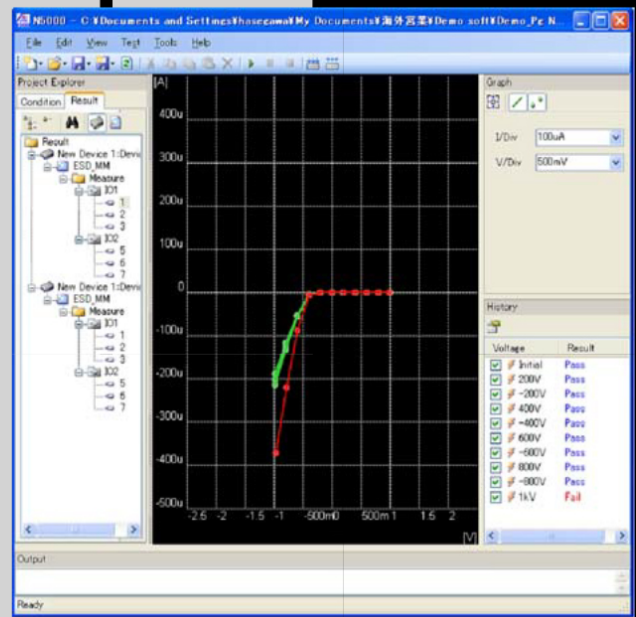 N5000 - C:¥Documents and Settings¥hasegawa¥My Documents¥海外営業¥Demo soft¥Demo_Pc N...
File Edit View Test Tools Help
Project Explorer
Condition Result
Result
New Device 1:Devi
ESD_MM
Measure
IO1
1
2
3
IO2
5
6
7
New Device 1:Devi
ESD_MM
Measure
IO1
1
2
3
IO2
5
6
7
[A]
400u
300u
200u
100u
0
-100u
-200u
-300u
-400u
-500u
-2.5 -2 -1.5 -1 -500m0 500m1 1.5 2
[V]
Graph
I/Div 100uA
V/Div 500mV
History
Voltage Result
Initial Pass
200V Pass
-200V Pass
400V Pass
-400V Pass
600V Pass
-600V Pass
800V Pass
-800V Pass
1kV Fail
Output
Ready